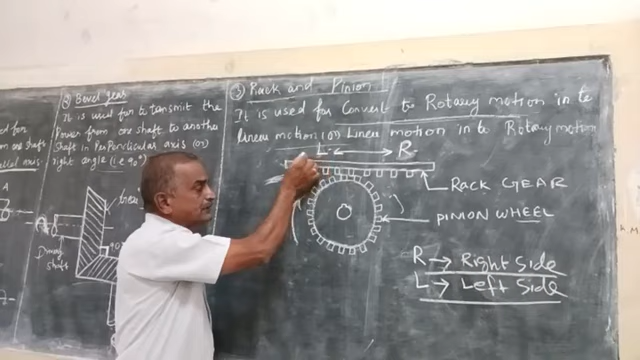 ② Bevel gears
It is used for to transmit the
Power from one shaft to another
Shaft in PerPendicular axis (or)
right angle (i.e 90°)
Driving
shaft
③ Rack and Pinion
It is used for Convert to Rotary motion in to
Linear motion (or) Linear motion in to Rotary motion
L R
RACK GEAR
PINION WHEEL
R → Right Side
L → Left Side